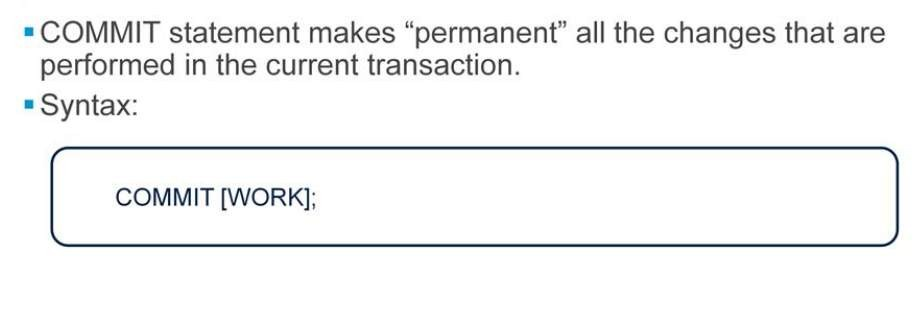 ▪ COMMIT statement makes “permanent” all the changes that are
performed in the current transaction.
▪ Syntax:
COMMIT [WORK];